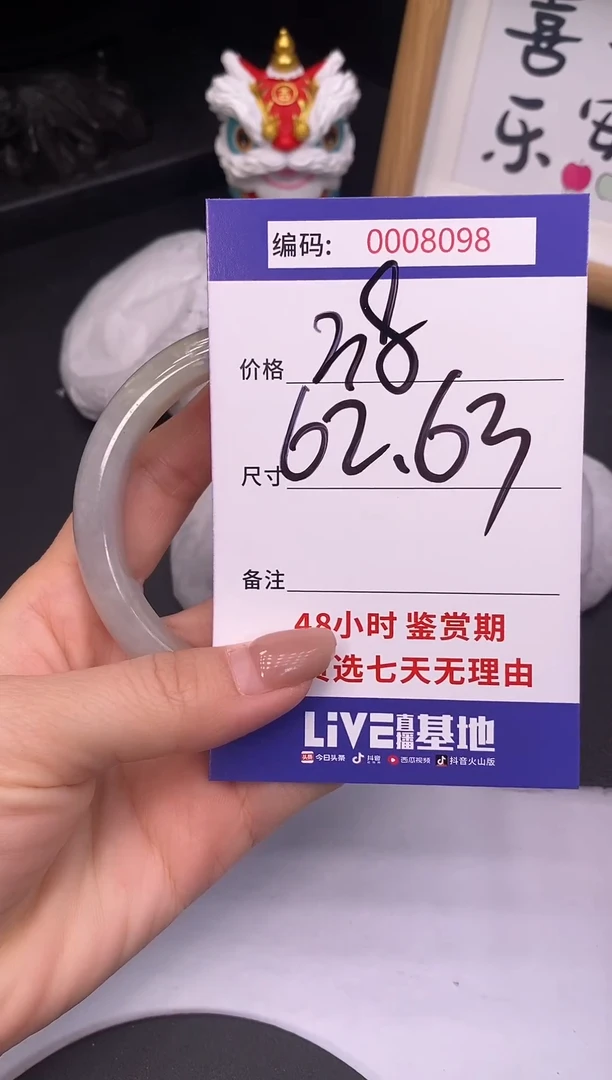 喜
乐 安
编码: 0008098
价格 28
尺寸 62.63
备注
48小时 鉴赏期
选七天无理由
LiVE直播基地
今日头条 抖音 西瓜视频 抖音火山版